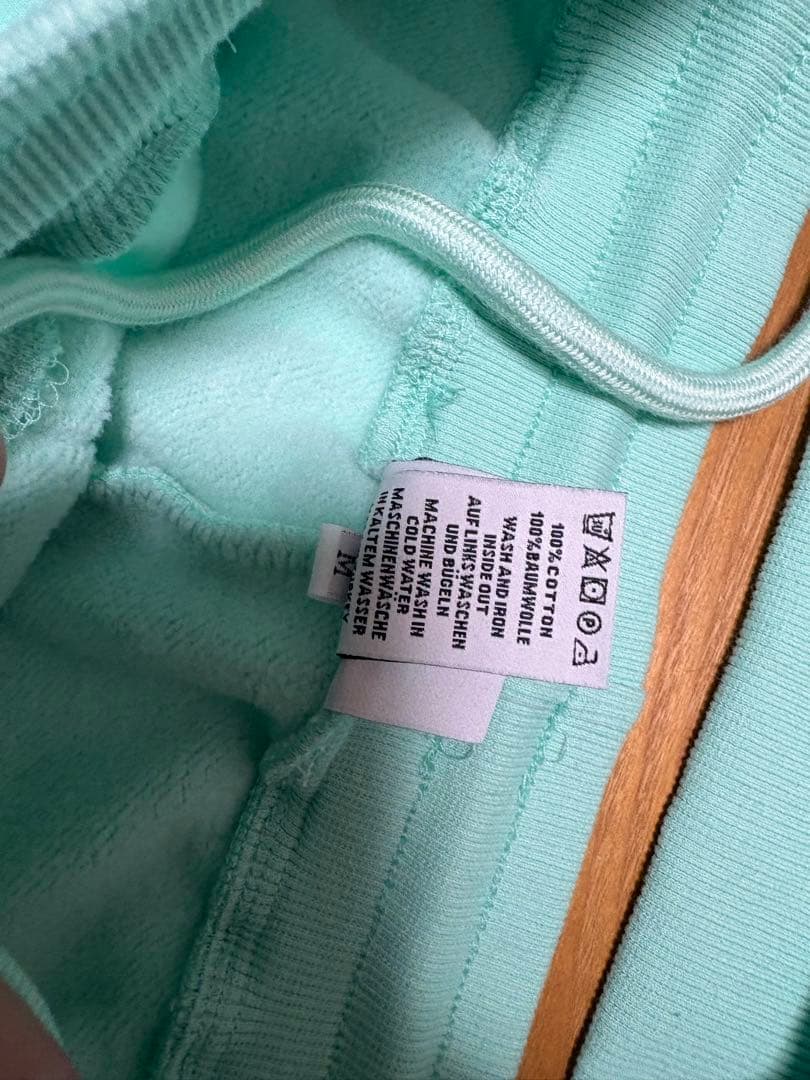 100% COTTON
100% BAUMWOLLE
WASH AND IRON
INSIDE OUT
AUF LINKS WASCHEN
UND BÜGELN
MACHINE WASH IN
COLD WATER
MASCHINENWÄSCHE
IN KALTEM WASSER
M